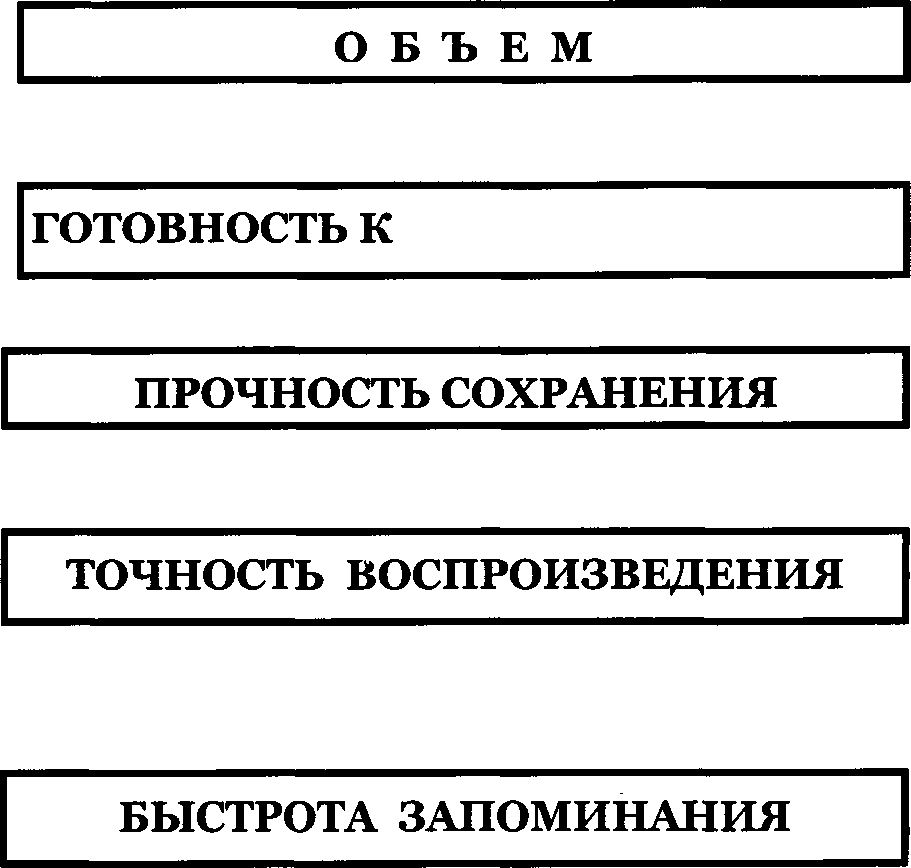 О Б Ъ Е М
ГОТОВНОСТЬ К
ПРОЧНОСТЬ СОХРАНЕНИЯ
ТОЧНОСТЬ ВОСПРОИЗВЕДЕНИЯ
БЫСТРОТА ЗАПОМИНАНИЯ